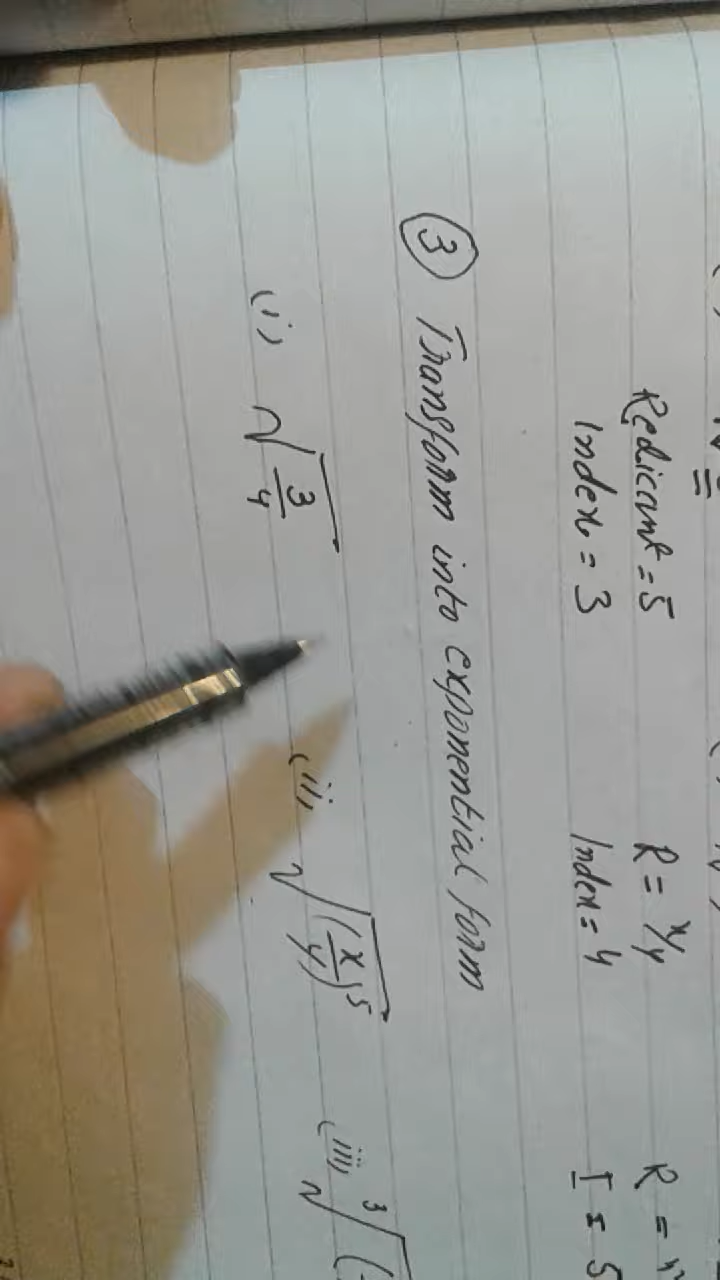 Redicant = 5 R = x/y R =
Index = 3 Index = 4 I = 5
③ Transform into exponential form
(i) √(3/4) (ii) √((x/y)^5) (iii) ³√(